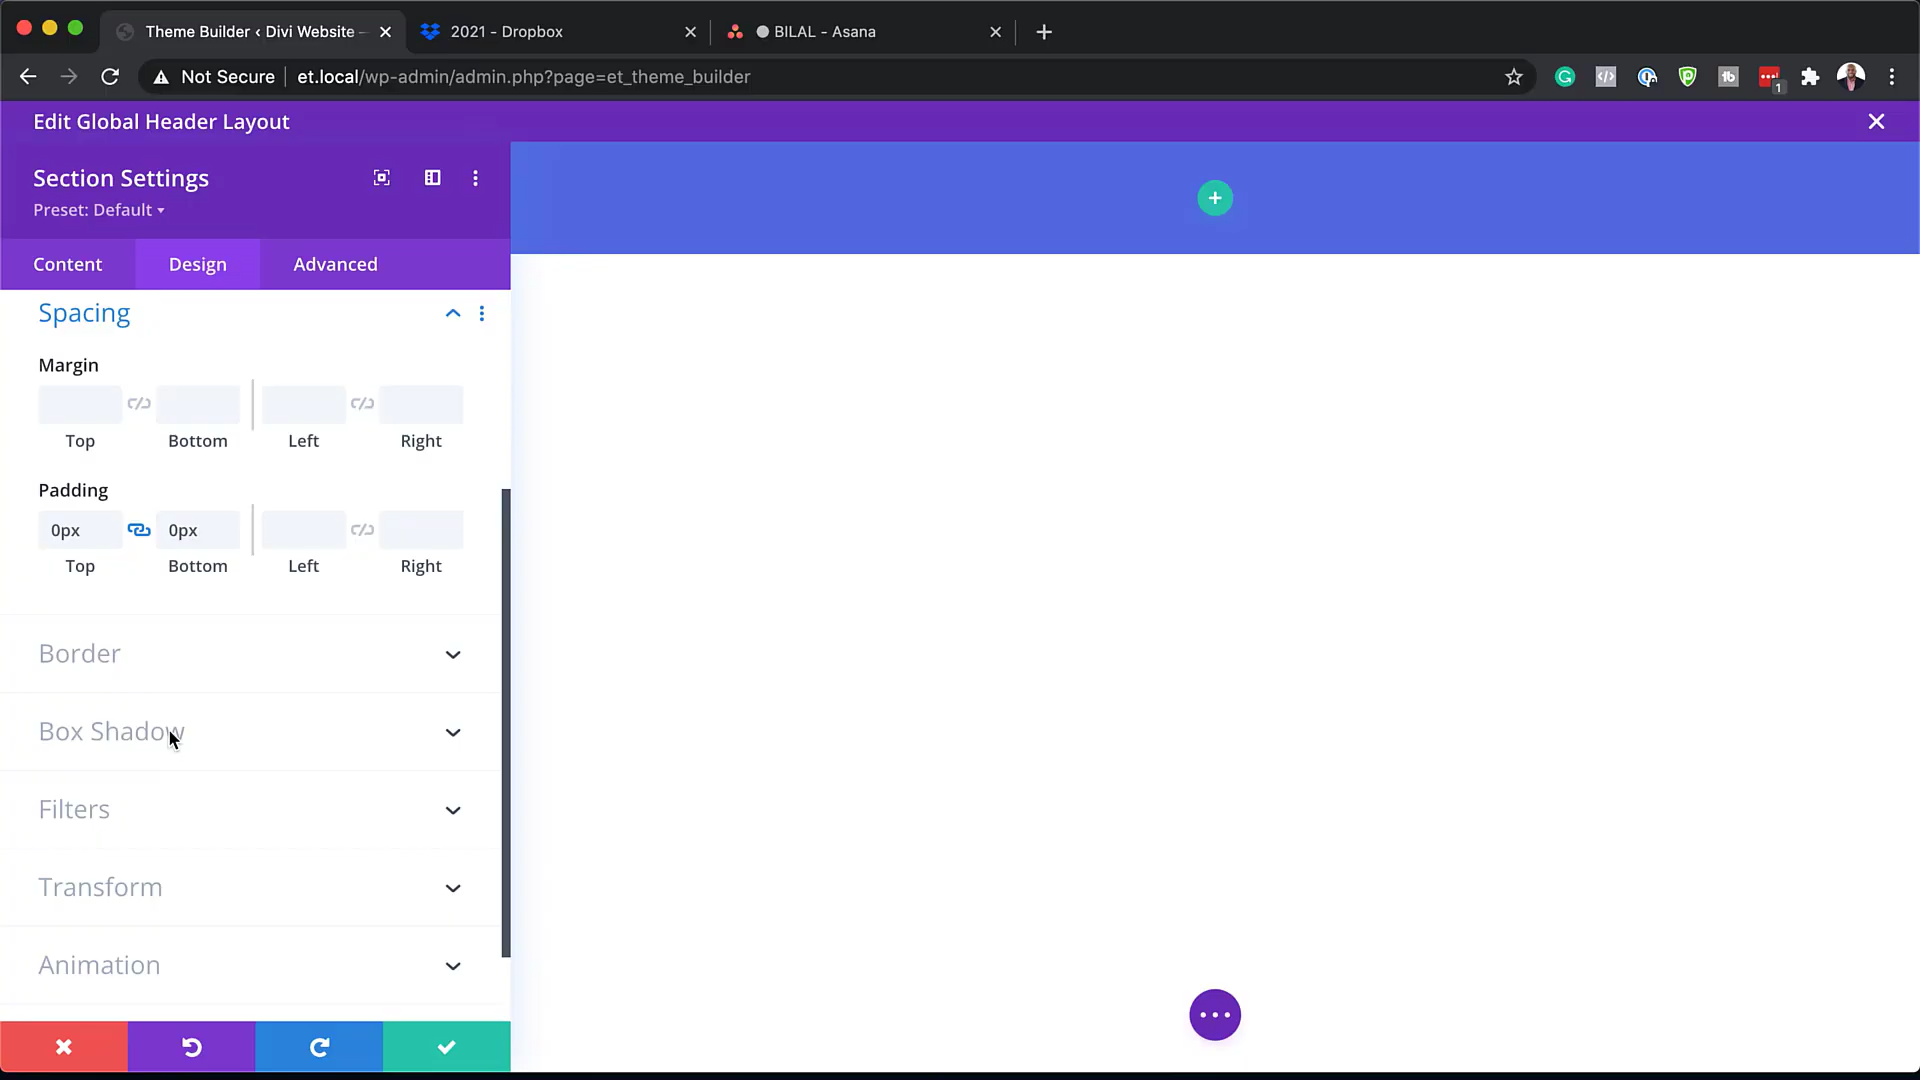 Theme Builder ‹ Divi Website –
2021 - Dropbox
BILAL - Asana
Not Secure
et.local/wp-admin/admin.php?page=et_theme_builder
1
Edit Global Header Layout
Section Settings
Preset: Default
Content
Design
Advanced
Spacing
Margin
Top
Bottom
Left
Right
Padding
0px
0px
Top
Bottom
Left
Right
Border
Box Shadow
Filters
Transform
Animation